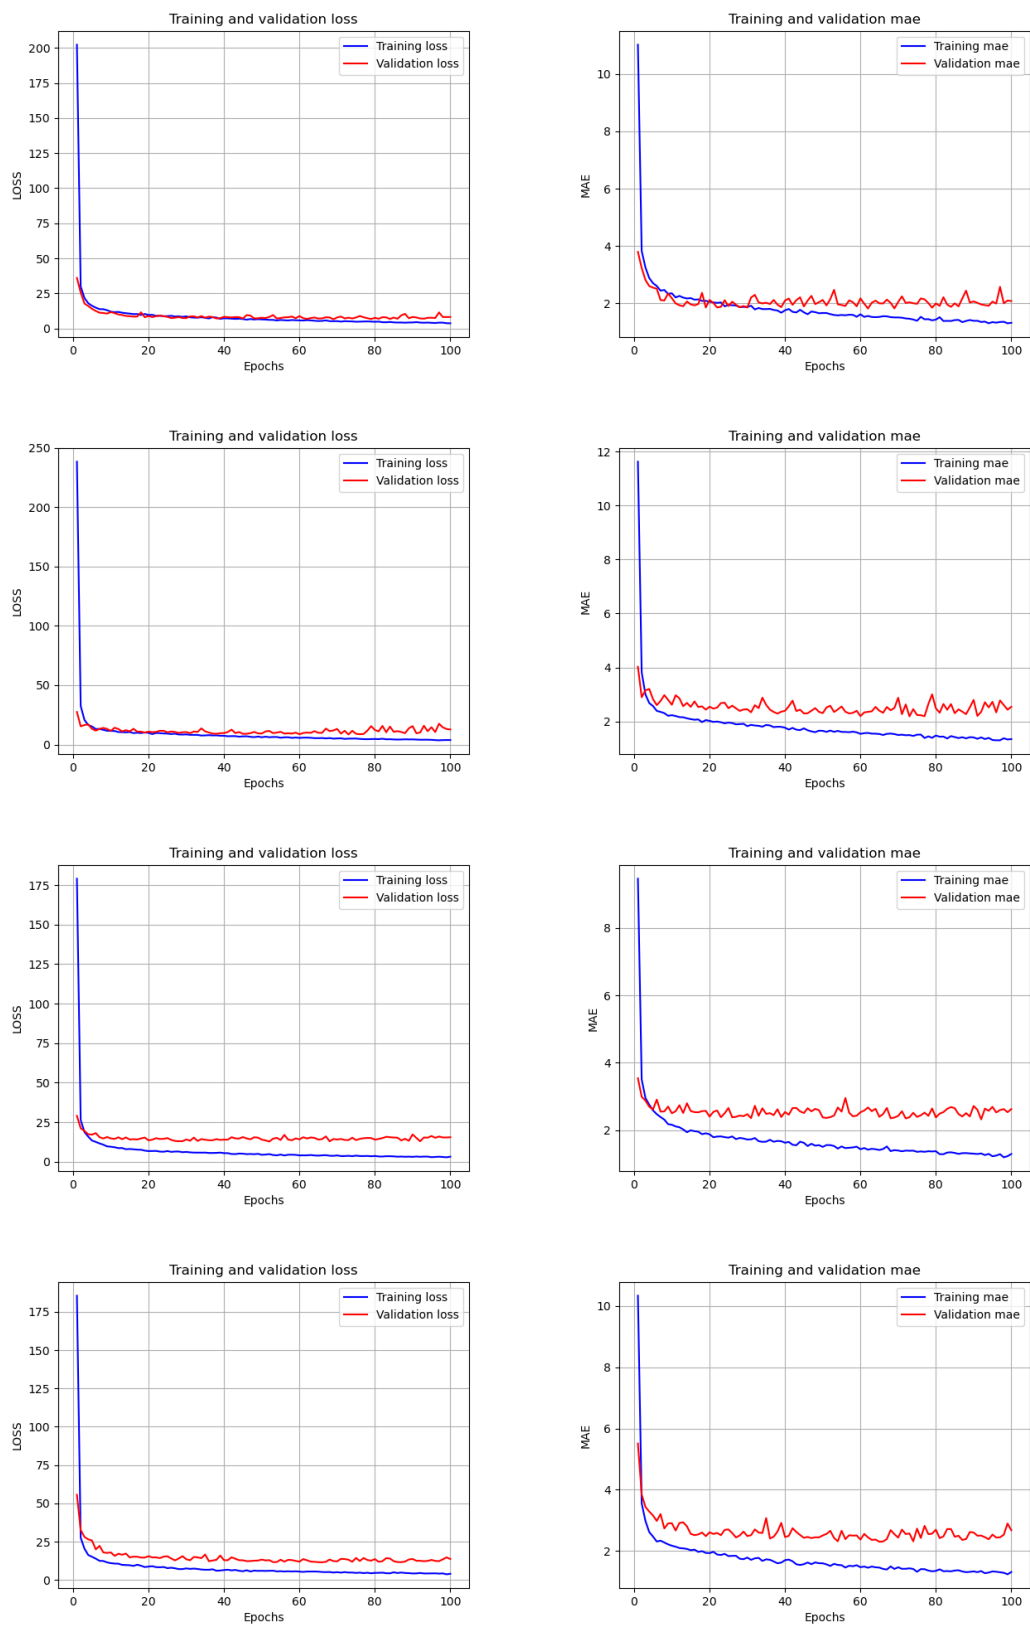 Training and validation loss
Training loss
Validation loss
200
175
150
125
100
75
50
25
0
LOSS
0 20 40 60 80 100
Epochs
Training and validation mae
Training mae
Validation mae
10
8
6
4
2
MAE
0 20 40 60 80 100
Epochs
Training and validation loss
Training loss
Validation loss
250
200
150
100
50
0
LOSS
0 20 40 60 80 100
Epochs
Training and validation mae
Training mae
Validation mae
12
10
8
6
4
2
MAE
0 20 40 60 80 100
Epochs
Training and validation loss
Training loss
Validation loss
175
150
125
100
75
50
25
0
LOSS
0 20 40 60 80 100
Epochs
Training and validation mae
Training mae
Validation mae
8
6
4
2
MAE
0 20 40 60 80 100
Epochs
Training and validation loss
Training loss
Validation loss
175
150
125
100
75
50
25
0
LOSS
0 20 40 60 80 100
Epochs
Training and validation mae
Training mae
Validation mae
10
8
6
4
2
MAE
0 20 40 60 80 100
Epochs